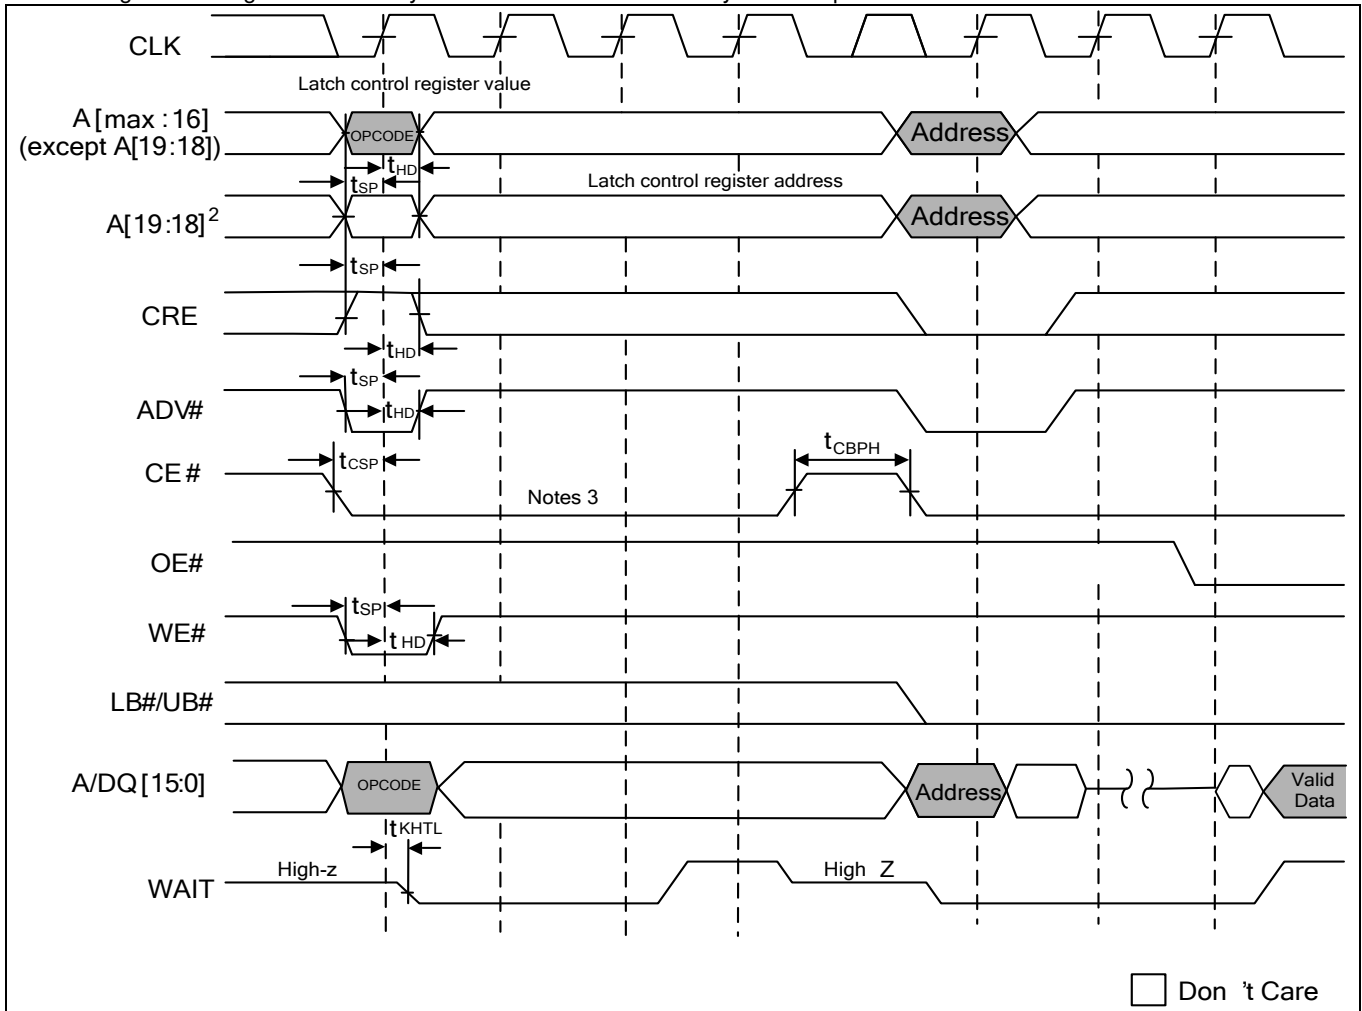 CLK
Latch control register value
A[max :16]
(except A[19:18])
OPCODE
Address
tHD
tSP
Latch control register address
A[19:18]2
Address
tSP
CRE
tHD
tSP
ADV#
tHD
tCSP
tCBPH
CE #
Notes 3
OE#
tSP
WE#
t HD
LB#/UB#
A/DQ[15:0]
OPCODE
Address
Valid
Data
tKHTL
High-z
High Z
WAIT
Don 't Care